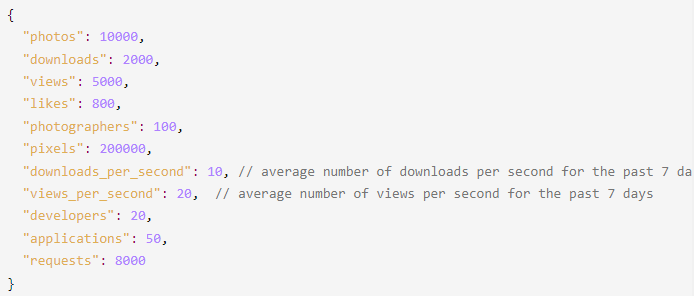 {
"photos": 10000,
"downloads": 2000,
"views": 5000,
"likes": 800,
"photographers": 100,
"pixels": 200000,
"downloads_per_second": 10, // average number of downloads per second for the past 7 da
"views_per_second": 20,  // average number of views per second for the past 7 days
"developers": 20,
"applications": 50,
"requests": 8000
}